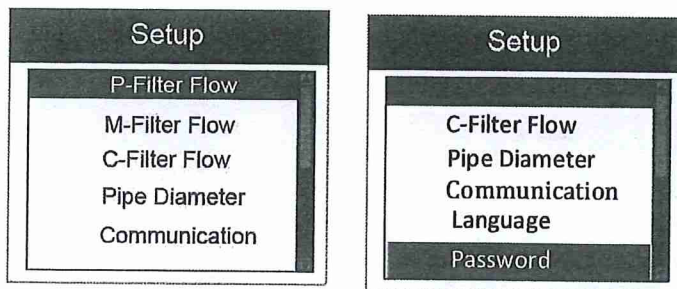 Setup
P-Filter Flow
M-Filter Flow
C-Filter Flow
Pipe Diameter
Communication
Setup
C-Filter Flow
Pipe Diameter
Communication
Language
Password